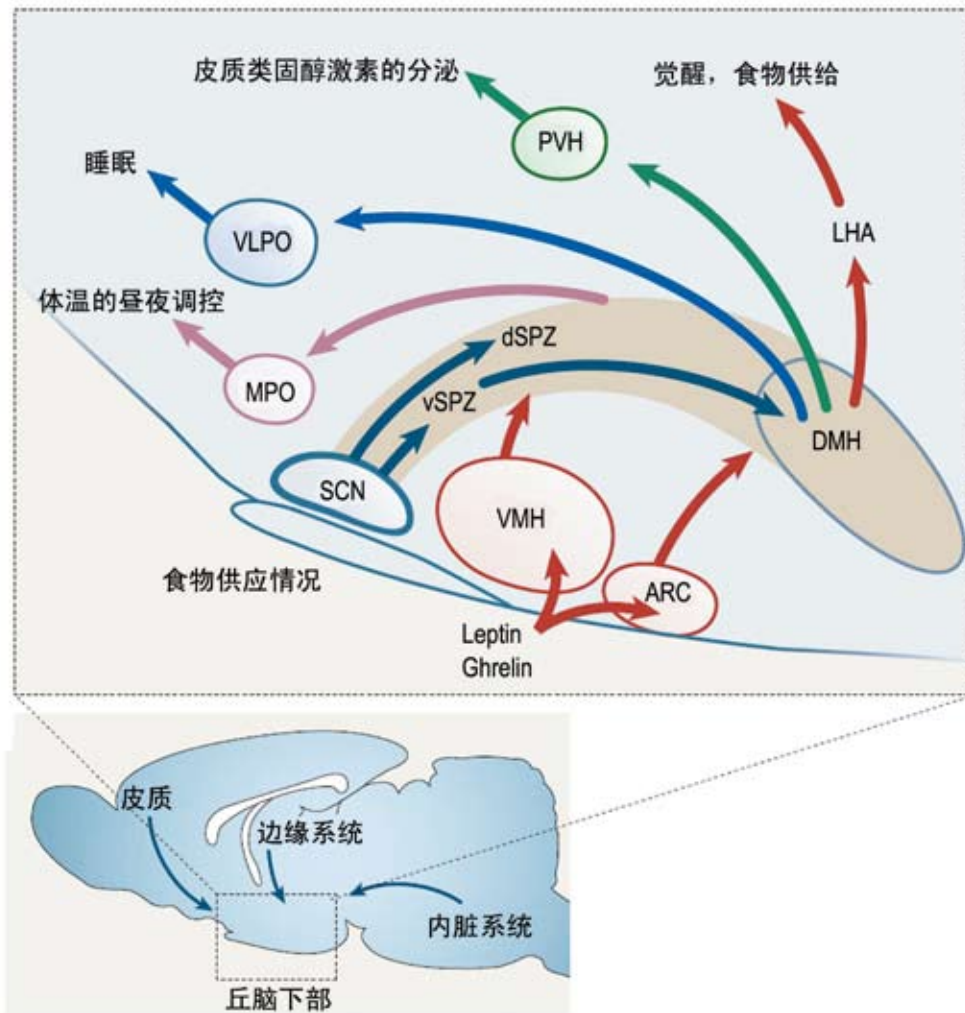 皮质类固醇激素的分泌
觉醒，食物供给
PVH
睡眠
VLPO
LHA
体温的昼夜调控
dSPZ
MPO
vSPZ
DMH
SCN
VMH
食物供应情况
ARC
Leptin
Ghrelin
皮质
边缘系统
内脏系统
丘脑下部